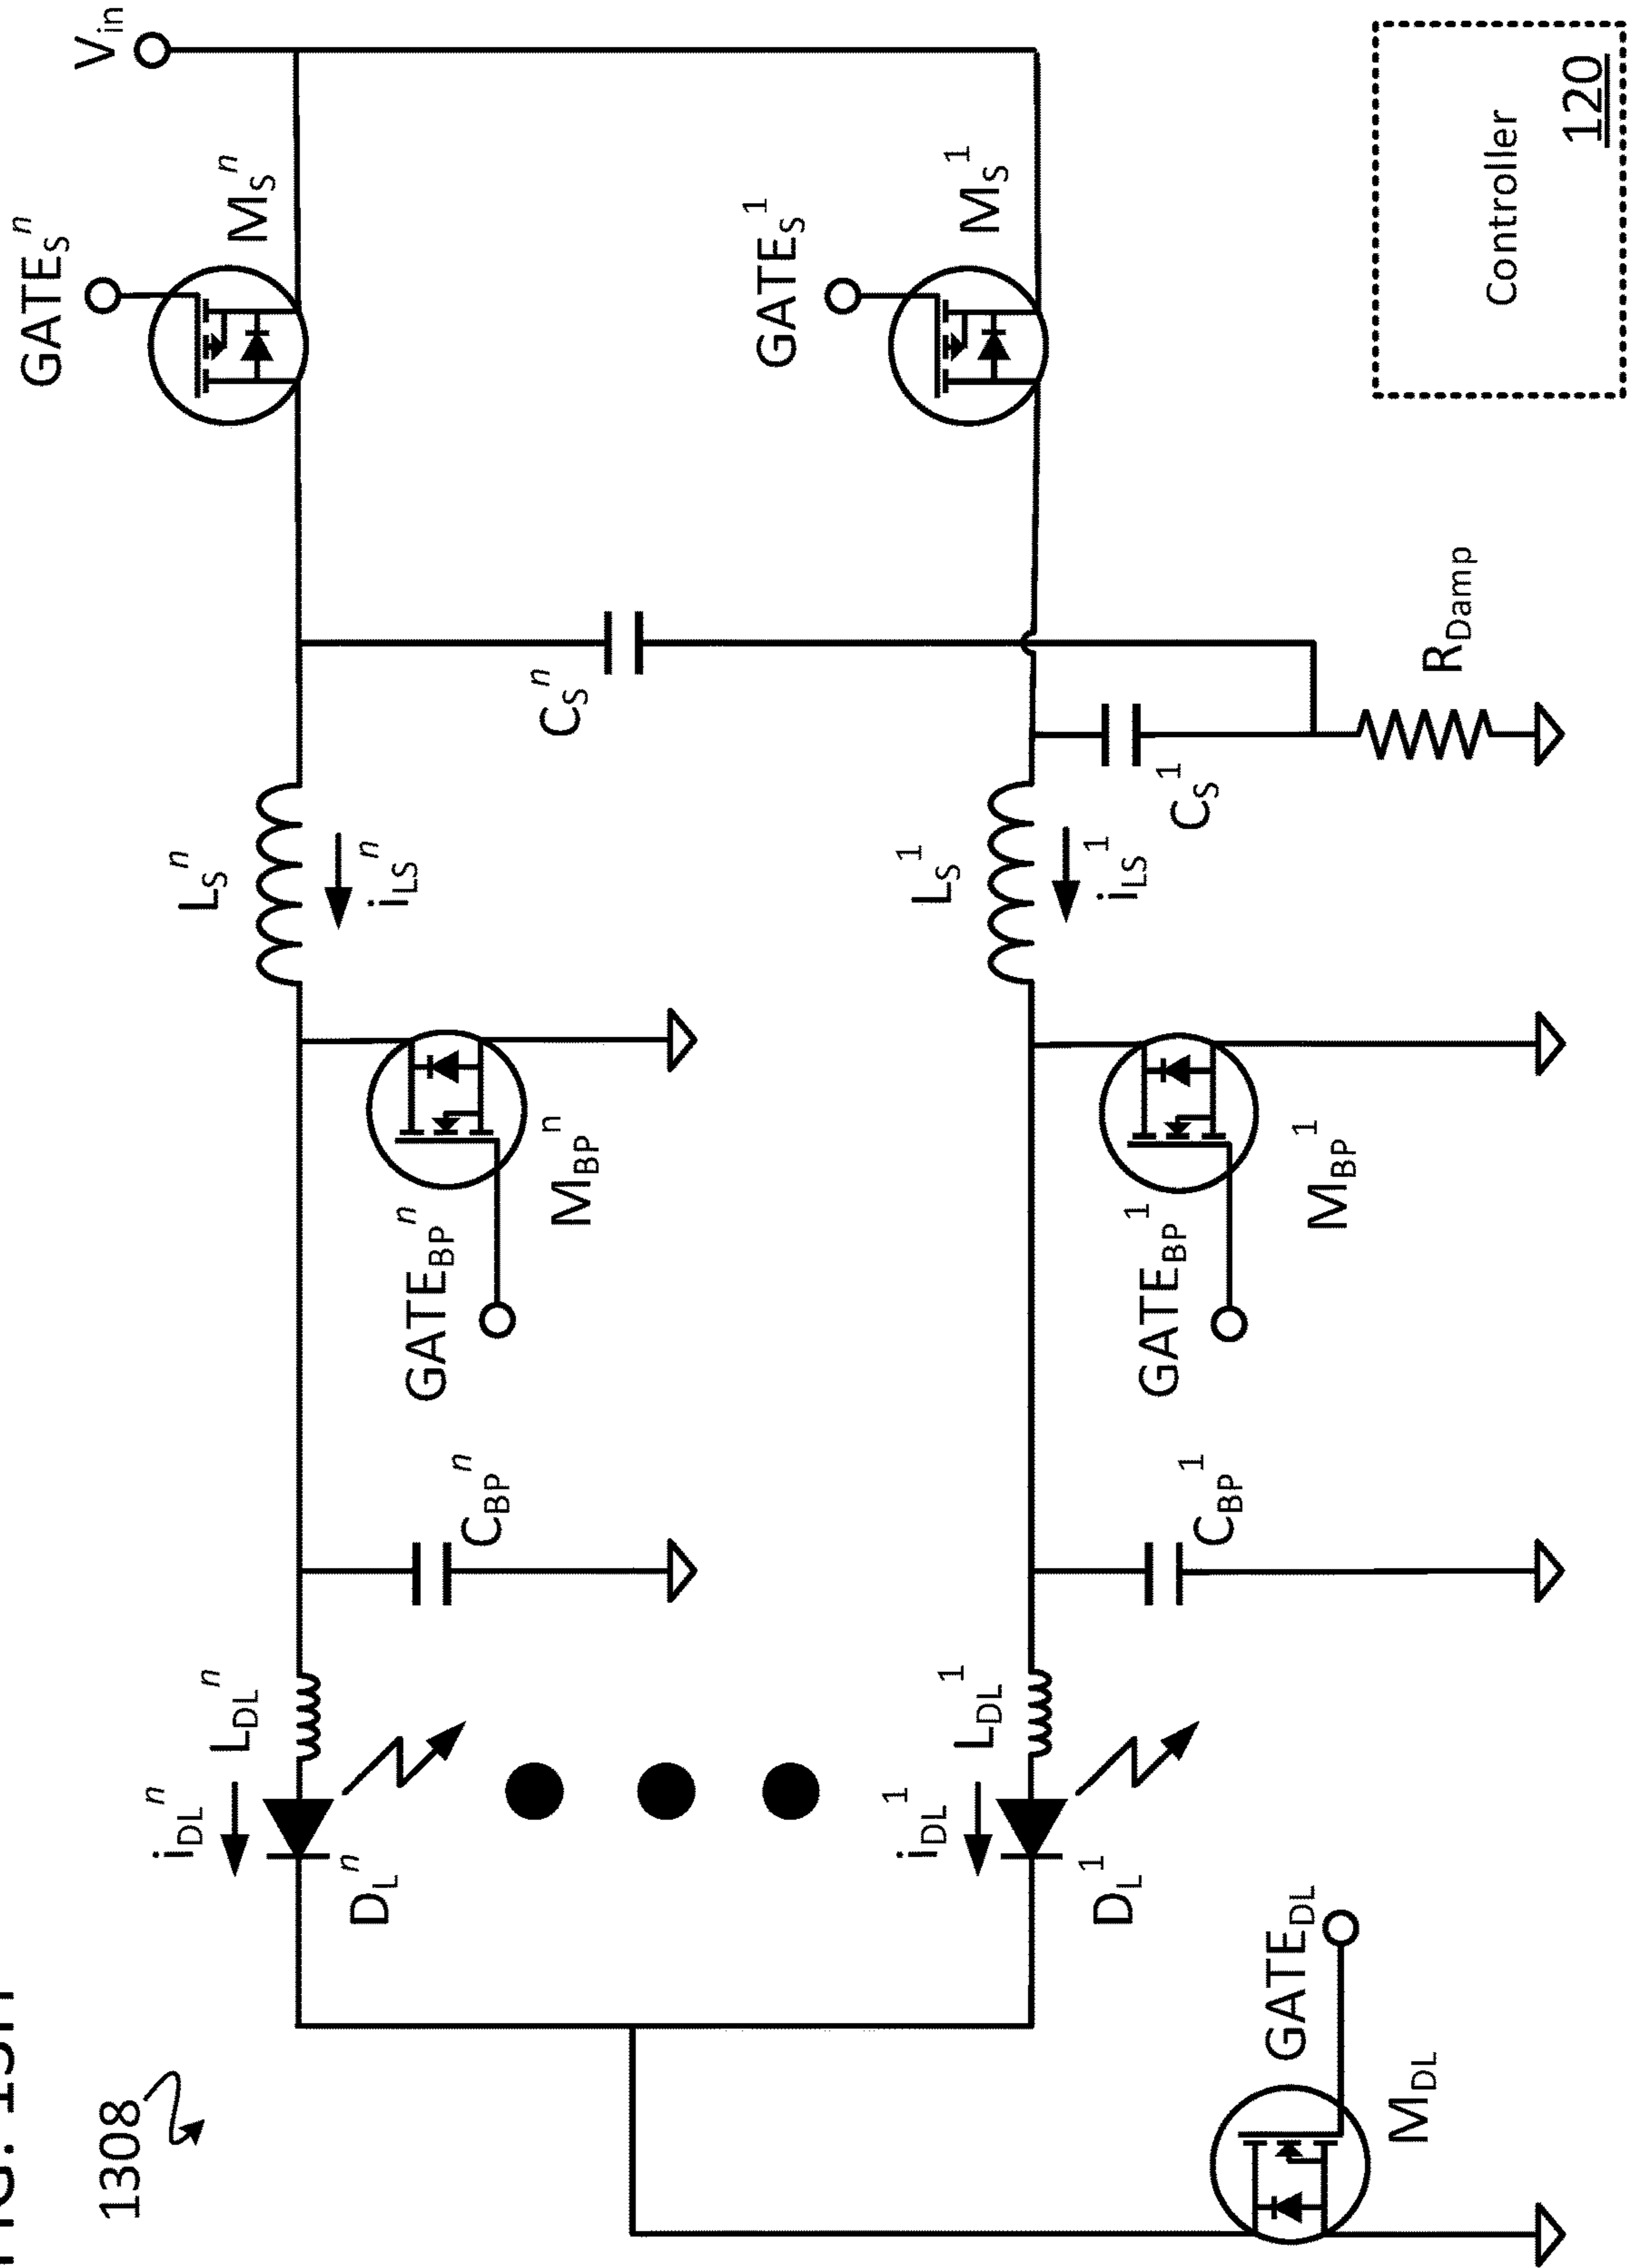 1308
i_DL^n
L_DL^n
D_L^n
C_BP^n
GATE_BP^n
M_BP^n
L_S^n
i_LS^n
C_S^n
GATE_S^n
M_S^n
V_in
i_DL^1
L_DL^1
D_L^1
C_BP^1
GATE_BP^1
M_BP^1
L_S^1
i_LS^1
C_S^1
GATE_S^1
M_S^1
GATE_DL
M_DL
R_Damp
Controller
120